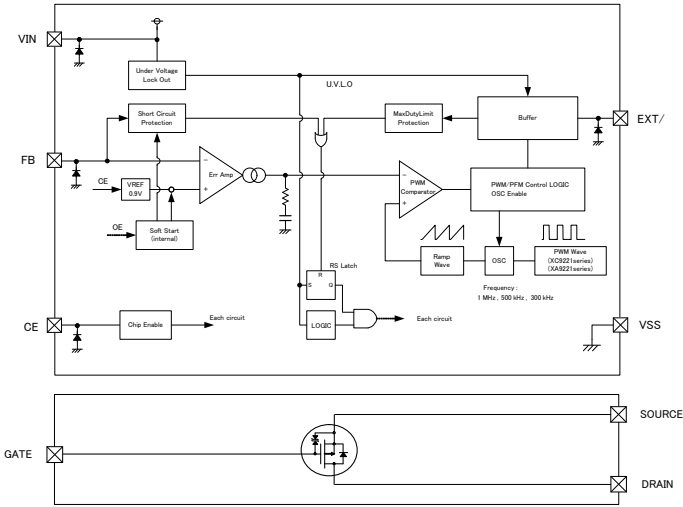 VIN
Under Voltage
Lock Out
U.V.L.O
Short Circuit
Protection
MaxDutyLimit
Protection
Buffer
EXT/
FB
Err Amp
CE
VREF
0.9V
PWM
Comparator
PWM/PFM Control LOGIC
OSC Enable
OE
Soft Start
(internal)
Ramp
Wave
OSC
PWM Wave
(XC9221series)
(XA9221series)
RS Latch
R
S
Q
Frequency :
1 MHz , 500 kHz , 300 kHz
CE
Chip Enable
Each circuit
LOGIC
Each circuit
VSS
SOURCE
GATE
DRAIN